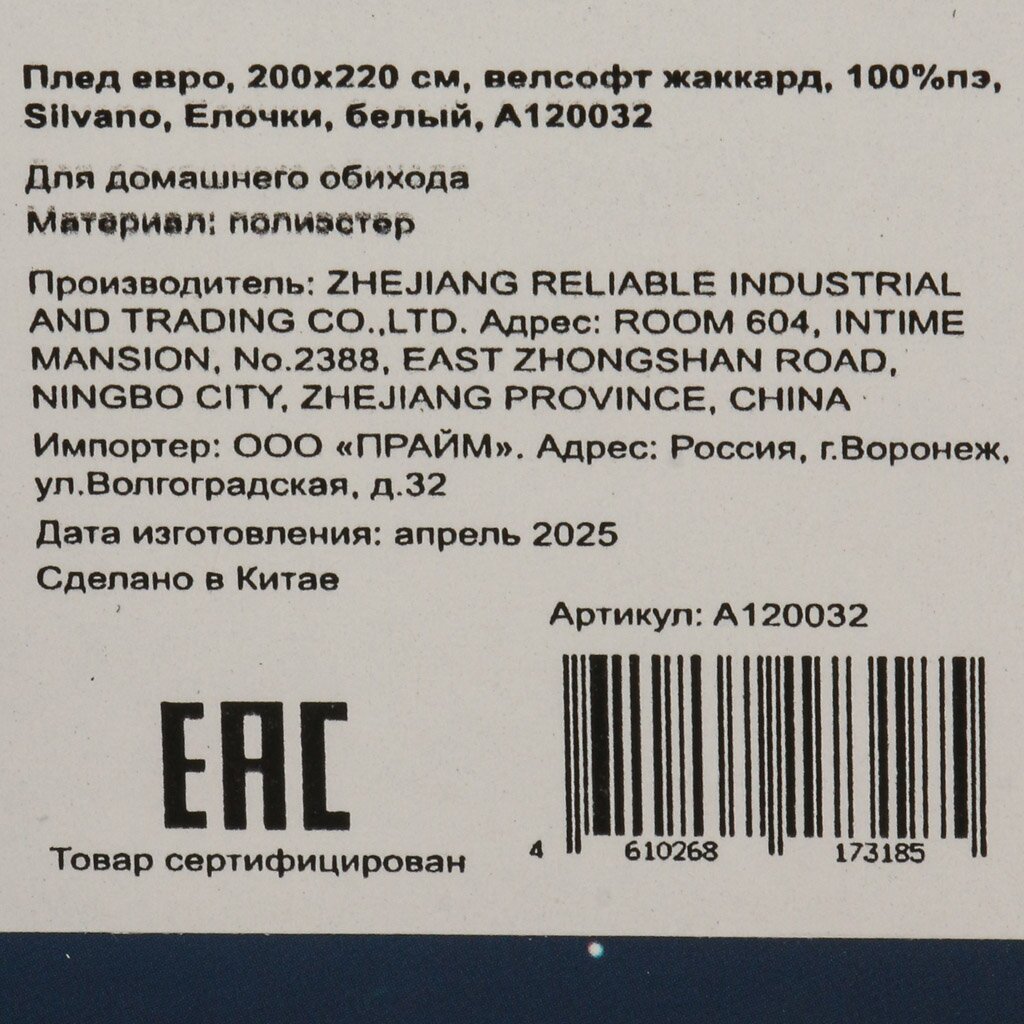 Плед евро, 200х220 см, велсофт жаккард, 100%пэ,
Silvano, Елочки, белый, А120032
Для домашнего обихода
Материал: полиэстер
Производитель: ZHEJIANG RELIABLE INDUSTRIAL
AND TRADING CO.,LTD. Адрес: ROOM 604, INTIME
MANSION, No.2388, EAST ZHONGSHAN ROAD,
NINGBO CITY, ZHEJIANG PROVINCE, CHINA
Импортер: ООО «ПРАЙМ». Адрес: Россия, г.Воронеж,
ул.Волгоградская, д.32
Дата изготовления: апрель 2025
Сделано в Китае
Артикул: А120032
EAC
Товар сертифицирован
4 610268 173185